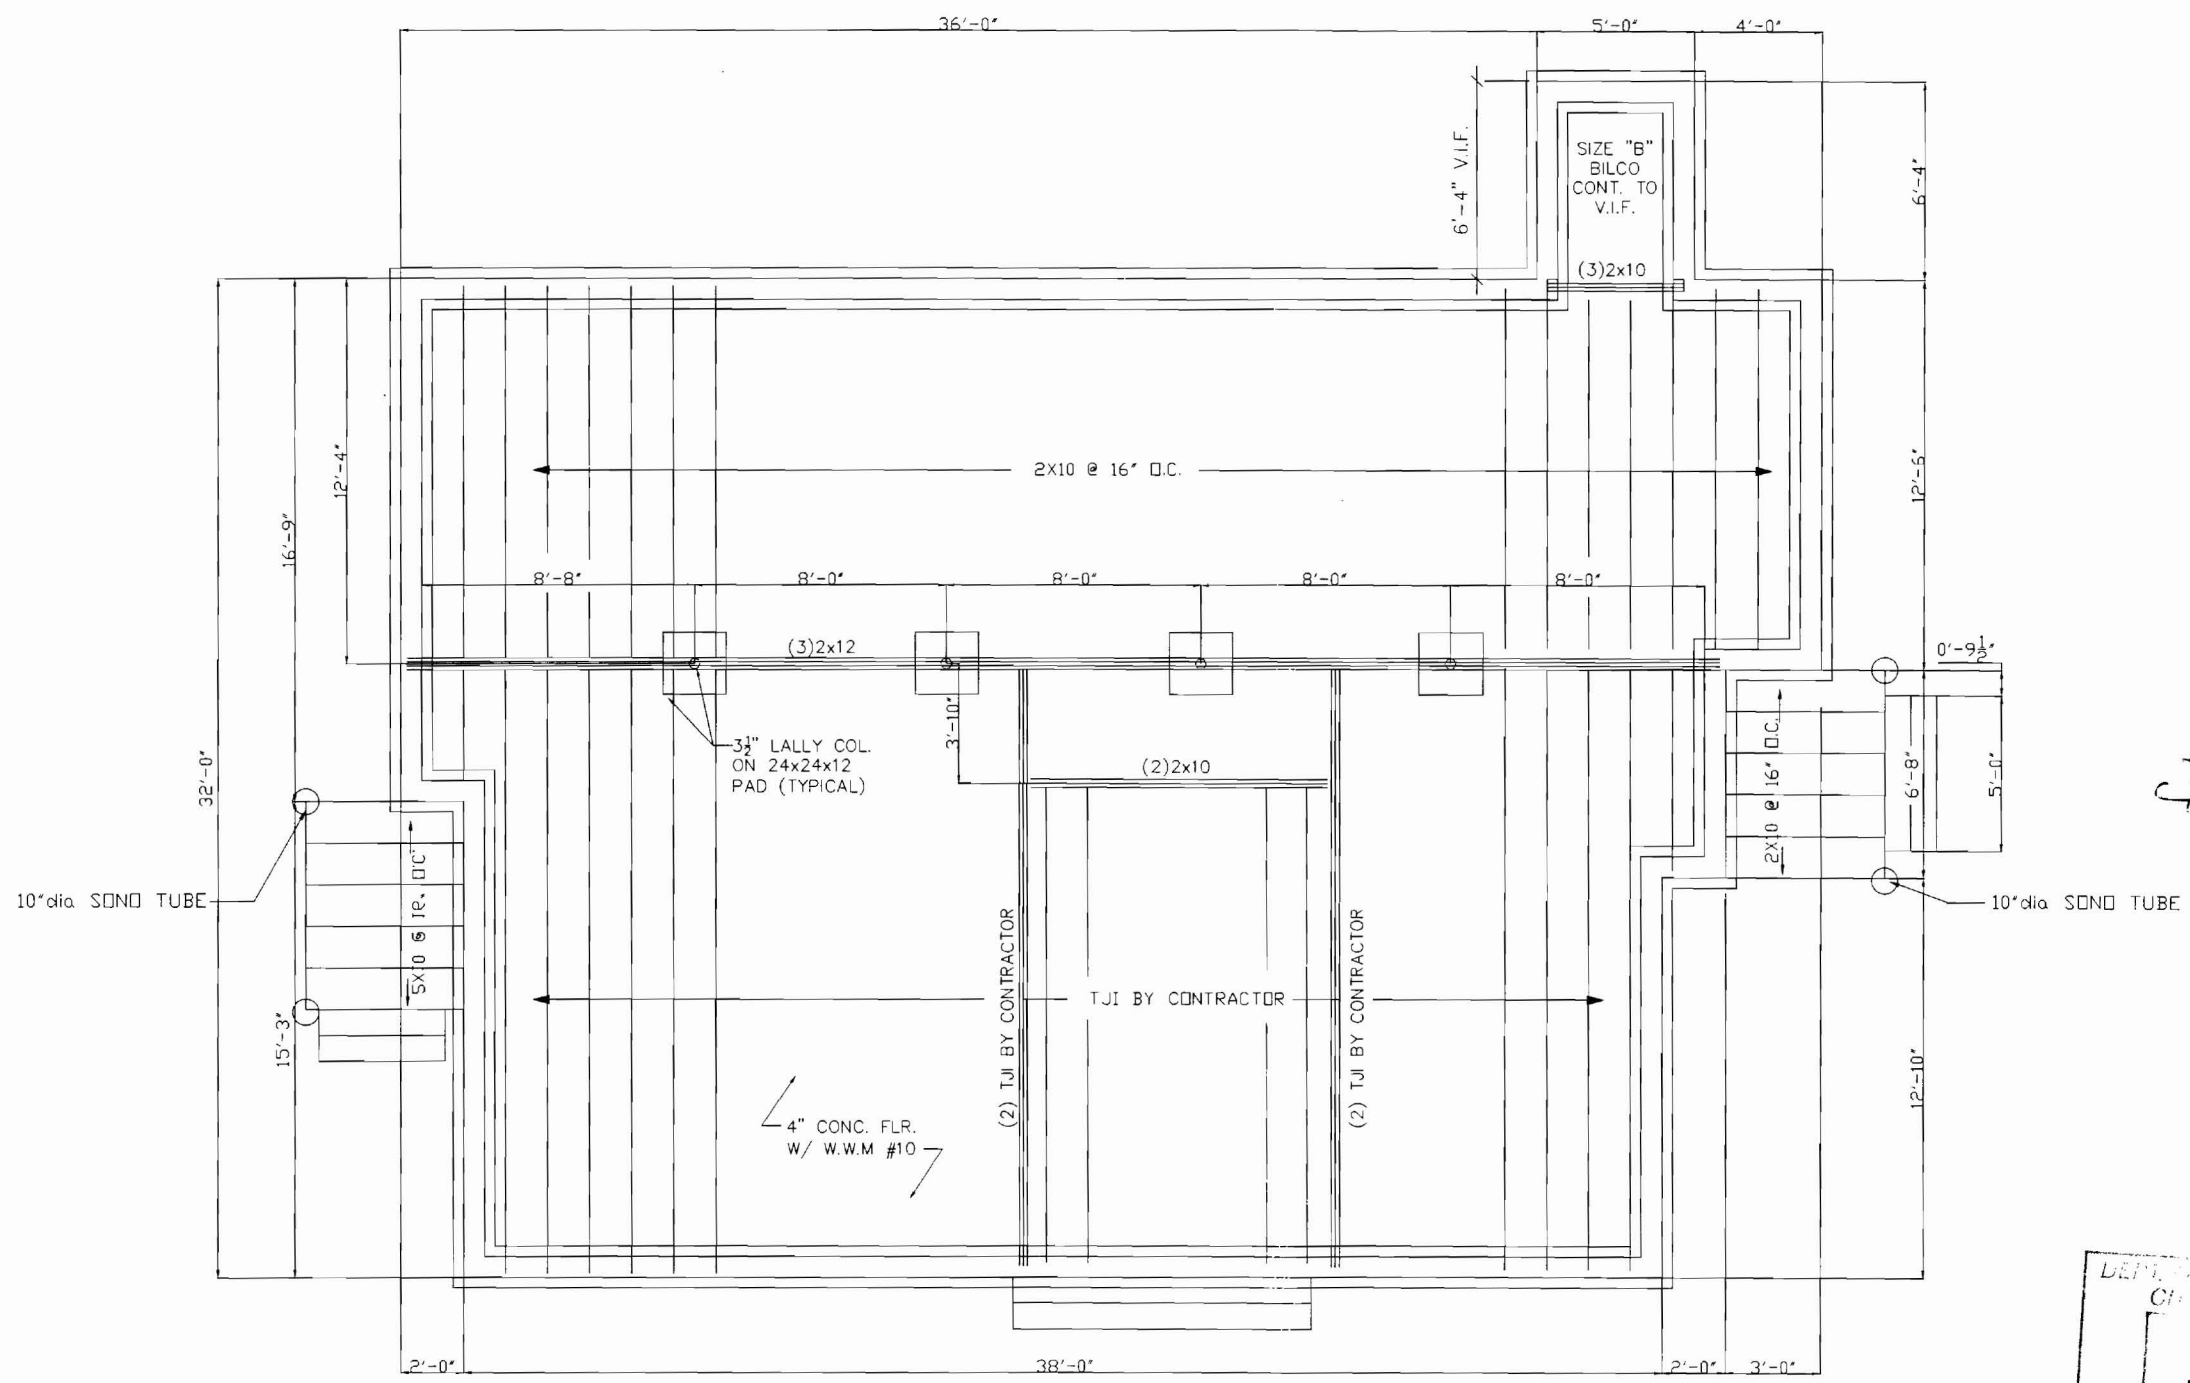 36'-0"
5'-0"
4'-0"
6'-4" V.I.F.
SIZE "B"
BILCO
CONT. TO
V.I.F.
6'-4"
(3)2x10
12'-4"
16'-9"
32'-0"
2X10 @ 16" O.C.
12'-6"
8'-8"
8'-0"
8'-0"
8'-0"
8'-0"
(3)2x12
0'-9½"
3'-10"
3½" LALLY COL.
ON 24x24x12
PAD (TYPICAL)
(2)2x10
2X10 @ 16" O.C.
6'-8"
5'-0"
10"dia SONO TUBE
10"dia SONO TUBE
(2) TJI BY CONTRACTOR
TJI BY CONTRACTOR
(2) TJI BY CONTRACTOR
15'-3"
12'-10"
4" CONC. FLR.
W/ W.W.M #10
2'-0"
38'-0"
2'-0"
3'-0"
DEPT.